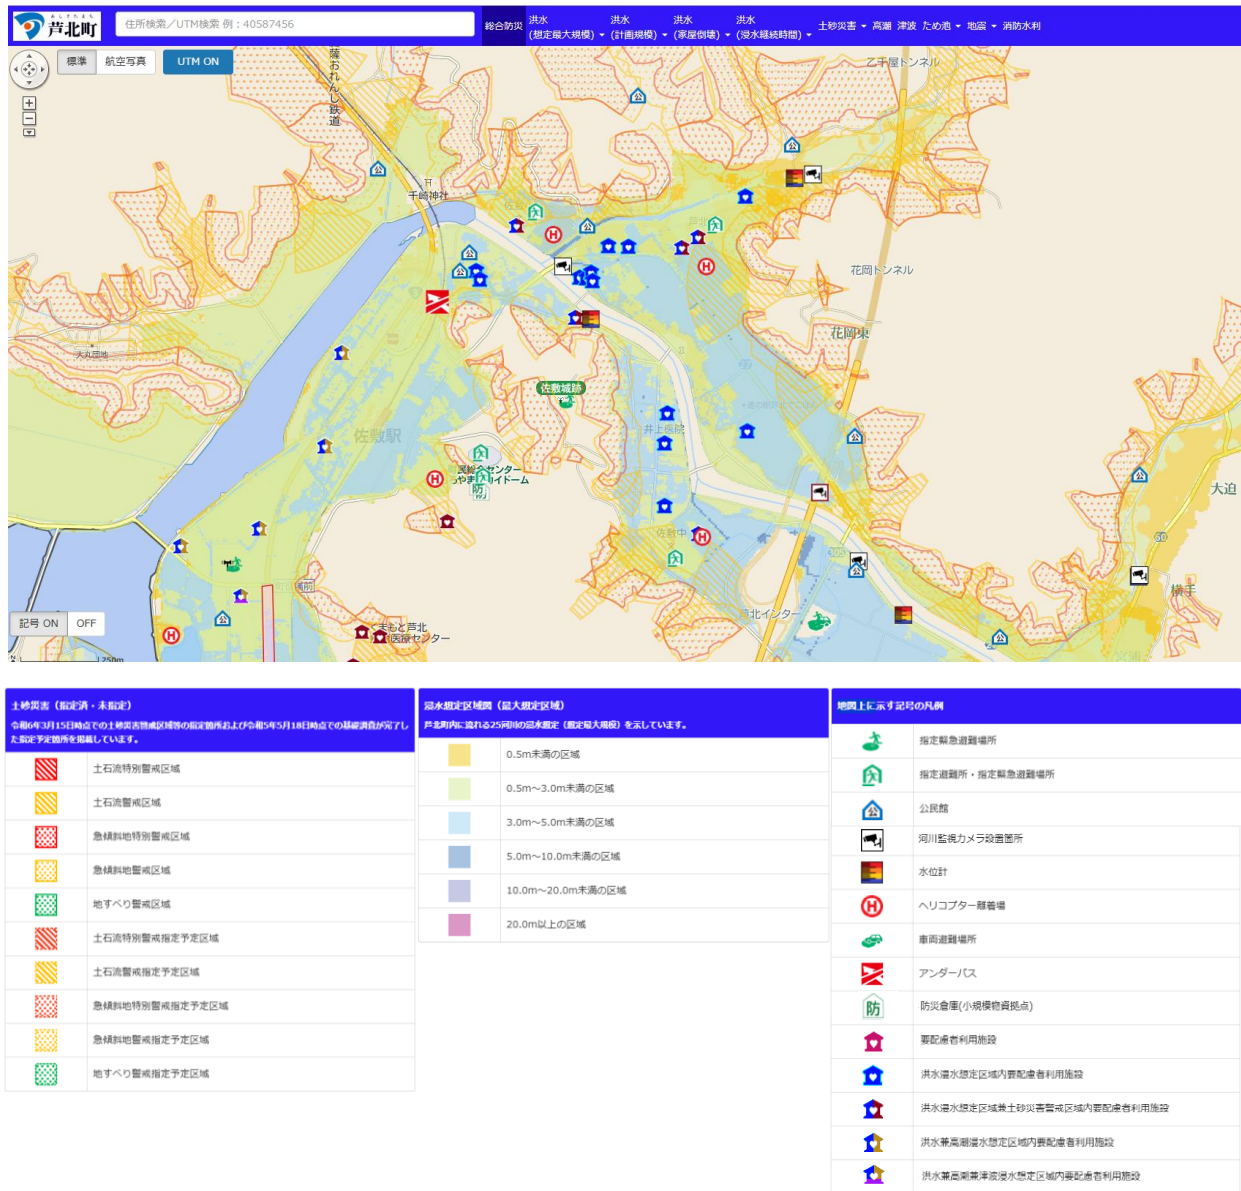 あしきたまち
芦北町
住所検索／UTM検索 例：40587456
総合防災
洪水
(想定最大規模)
洪水
(計画規模)
洪水
(家屋倒壊)
洪水
(浸水継続時間)
土砂災害
高潮
津波
ため池
地震
消防水利
標準
航空写真
UTM ON
薩おれんじ鉄道
乙千屋トンネル
千崎神社
佐敷
芦北
花岡トンネル
花岡東
大丸団地
佐敷城跡
佐敷駅
井上医院
大迫
佐敷中
横手
芦北インター
くまもと芦北
医療センター
記号 ON
OFF
250m
土砂災害（指定済・未指定）
令和6年3月15日時点での土砂災害警戒区域等の指定箇所および令和5年5月18日時点での基礎調査が完了し
た指定予定箇所を掲載しています。
土石流特別警戒区域
土石流警戒区域
急傾斜地特別警戒区域
急傾斜地警戒区域
地すべり警戒区域
土石流特別警戒指定予定区域
土石流警戒指定予定区域
急傾斜地特別警戒指定予定区域
急傾斜地警戒指定予定区域
地すべり警戒指定予定区域
浸水想定区域図（最大想定区域）
芦北町内に流れる25河川の浸水想定（想定最大規模）を示しています。
0.5m未満の区域
0.5m～3.0m未満の区域
3.0m～5.0m未満の区域
5.0m～10.0m未満の区域
10.0m～20.0m未満の区域
20.0m以上の区域
地図上に示す記号の凡例
指定緊急避難場所
指定避難所・指定緊急避難場所
公民館
河川監視カメラ設置箇所
水位計
ヘリコプター離着場
車両避難場所
アンダーパス
防災倉庫(小規模物資拠点)
要配慮者利用施設
洪水浸水想定区域内要配慮者利用施設
洪水浸水想定区域兼土砂災害警戒区域内要配慮者利用施設
洪水兼高潮浸水想定区域内要配慮者利用施設
洪水兼高潮兼津波浸水想定区域内要配慮者利用施設